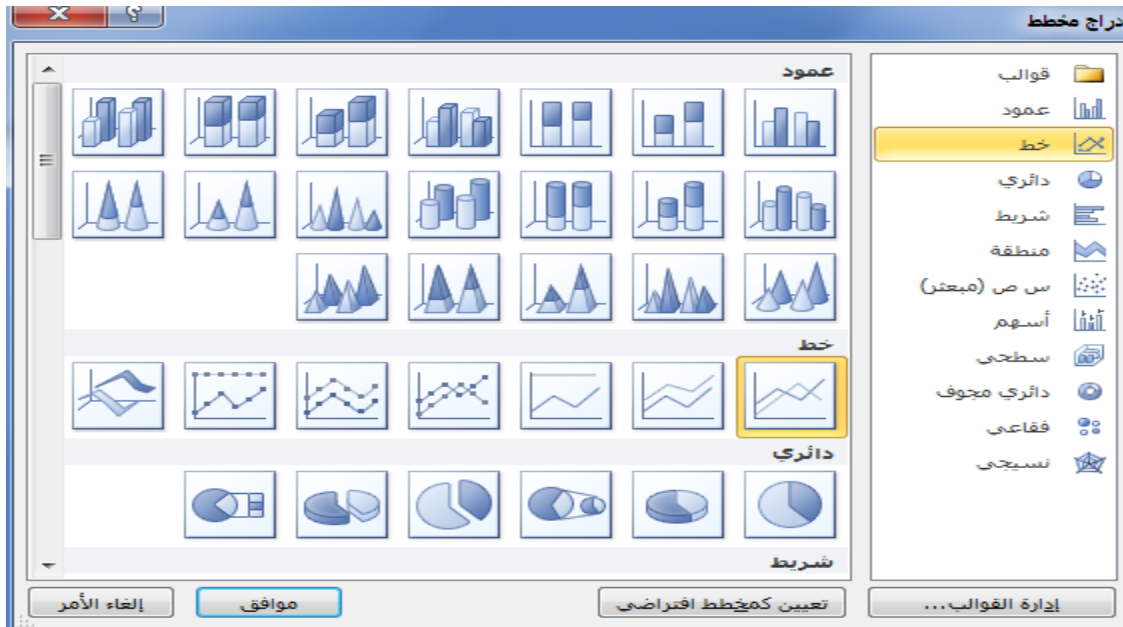 دراج مخطط
قوالب
عمود
خط
دائري
شريط
منطقة
س ص (مبعثر)
أسهم
سطحي
دائري مجوف
فقاعي
نسيجي
عمود
خط
دائري
شريط
إدارة القوالب...
تعيين كمخطط افتراضي
موافق
إلغاء الأمر